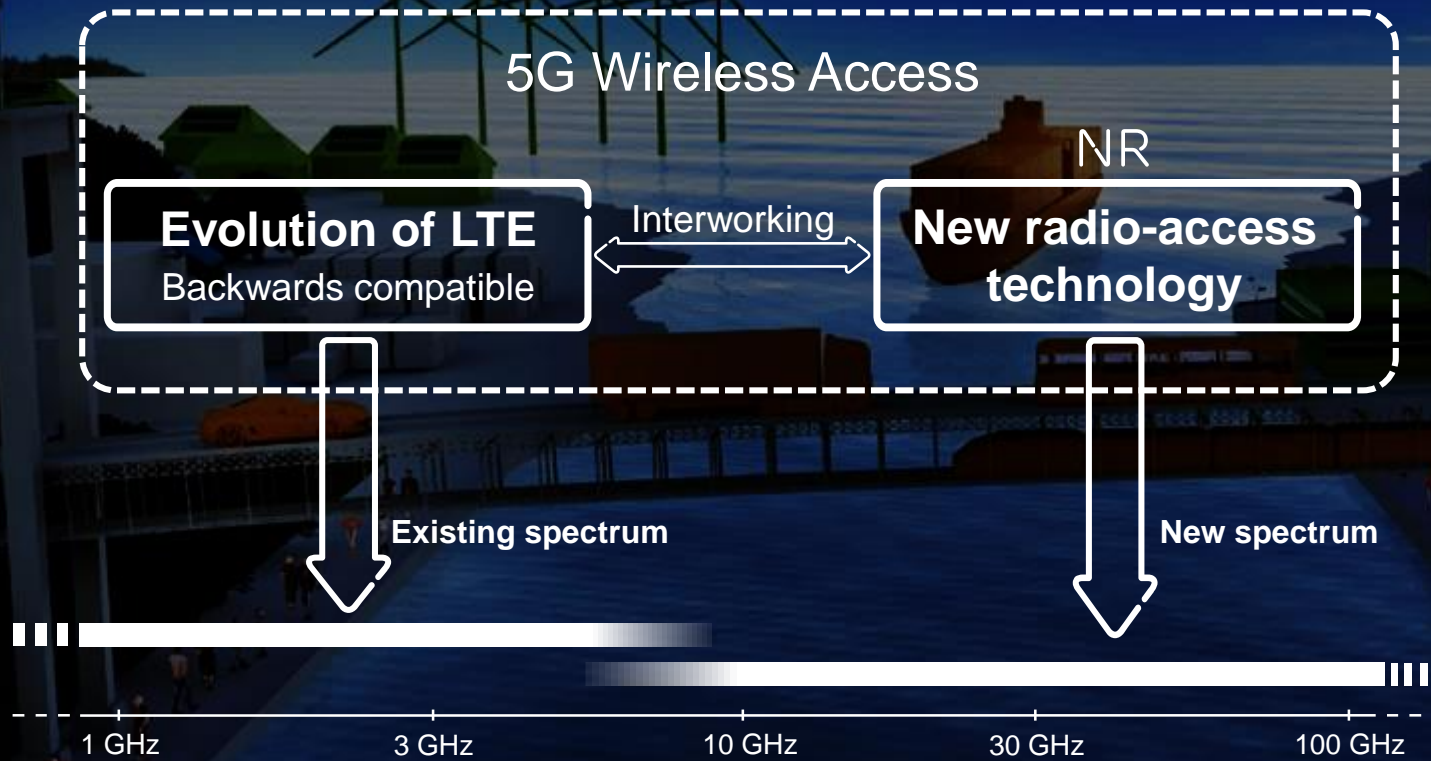 5G Wireless Access
NR
Evolution of LTE
Backwards compatible
Interworking
New radio-access
technology
Existing spectrum
New spectrum
1 GHz
3 GHz
10 GHz
30 GHz
100 GHz